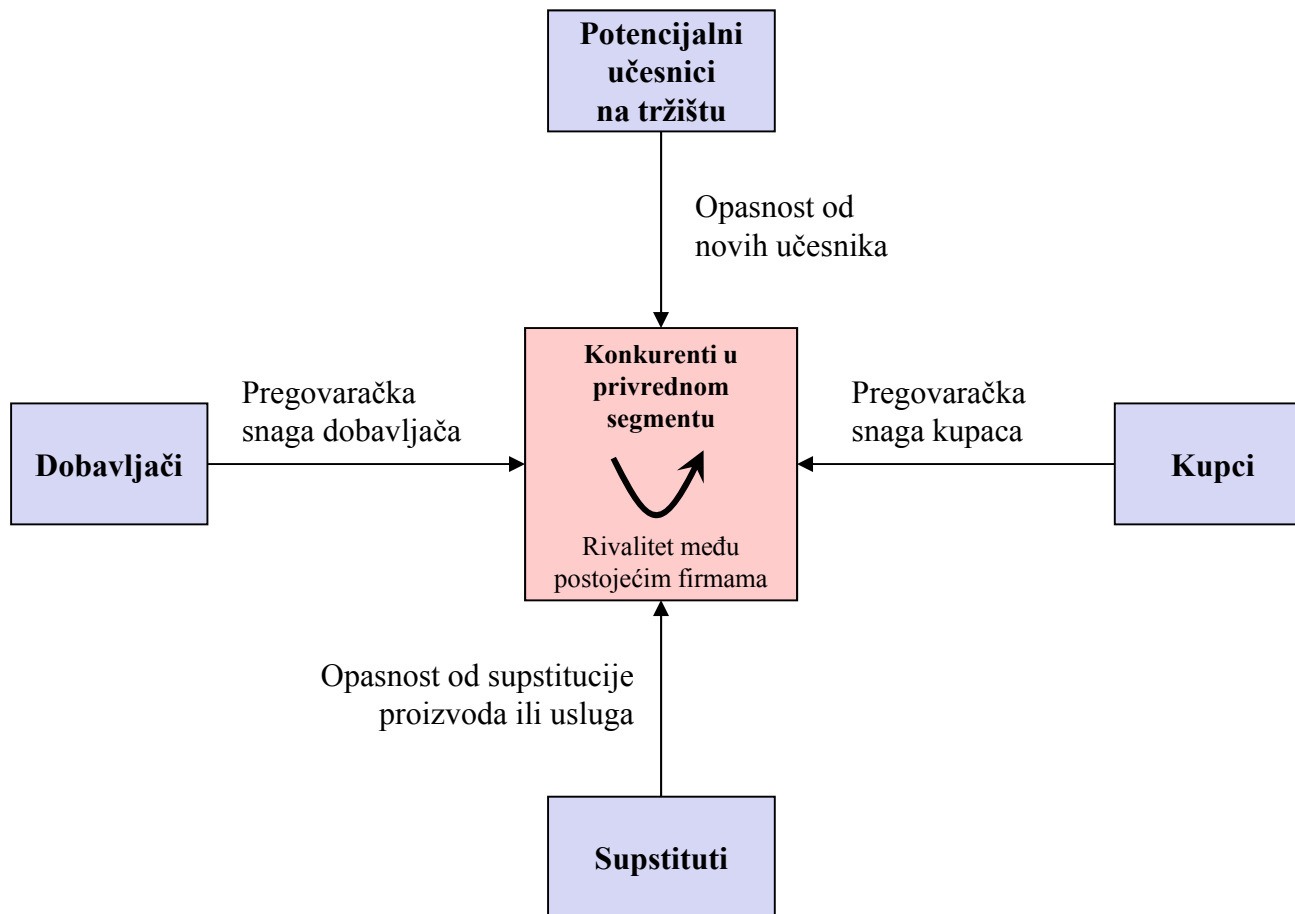 Potencijalni
učesnici
na tržištu
Opasnost od
novih učesnika
Konkurenti u
privrednom
segmentu
Pregovaračka
snaga dobavljača
Pregovaračka
snaga kupaca
Dobavljači
Kupci
Rivalitet među
postojećim firmama
Opasnost od supstitucije
proizvoda ili usluga
Supstituti